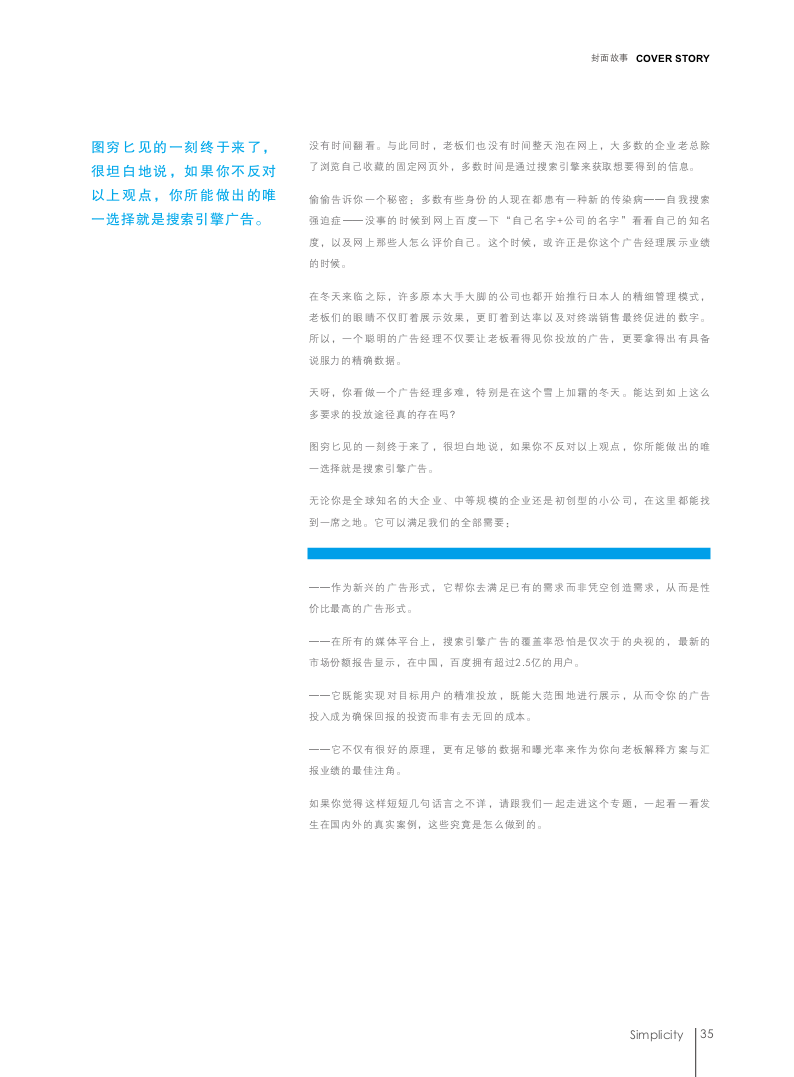 封面故事 COVER STORY
图穷匕见的一刻终于来了，
很坦白地说，如果你不反对
以上观点，你所能做出的唯
一选择就是搜索引擎广告。
没有时间翻看。与此同时，老板们也没有时间整天泡在网上，大多数的企业老总除
了浏览自己收藏的固定网页外，多数时间是通过搜索引擎来获取想要得到的信息。
偷偷告诉你一个秘密：多数有些身份的人现在都患有一种新的传染病——自我搜索
强迫症——没事的时候到网上百度一下“自己名字+公司的名字”看看自己的知名
度，以及网上那些人怎么评价自己。这个时候，或许正是你这个广告经理展示业绩
的时候。
在冬天来临之际，许多原本大手大脚的公司也都开始推行日本人的精细管理模式，
老板们的眼睛不仅盯着展示效果，更盯着到达率以及对终端销售最终促进的数字。
所以，一个聪明的广告经理不仅要让老板看得见你投放的广告，更要拿得出有具备
说服力的精确数据。
天呀，你看做一个广告经理多难，特别是在这个雪上加霜的冬天。能达到如上这么
多要求的投放途径真的存在吗?
图穷匕见的一刻终于来了，很坦白地说，如果你不反对以上观点，你所能做出的唯
一选择就是搜索引擎广告。
无论你是全球知名的大企业、中等规模的企业还是初创型的小公司，在这里都能找
到一席之地。它可以满足我们的全部需要：
——作为新兴的广告形式，它帮你去满足已有的需求而非凭空创造需求，从而是性
价比最高的广告形式。
——在所有的媒体平台上，搜索引擎广告的覆盖率恐怕是仅次于的央视的，最新的
市场份额报告显示，在中国，百度拥有超过2.5亿的用户。
——它既能实现对目标用户的精准投放，既能大范围地进行展示，从而令你的广告
投入成为确保回报的投资而非有去无回的成本。
——它不仅有很好的原理，更有足够的数据和曝光率来作为你向老板解释方案与汇
报业绩的最佳注角。
如果你觉得这样短短几句话言之不详，请跟我们一起走进这个专题，一起看一看发
生在国内外的真实案例，这些究竟是怎么做到的。
Simplicity 35